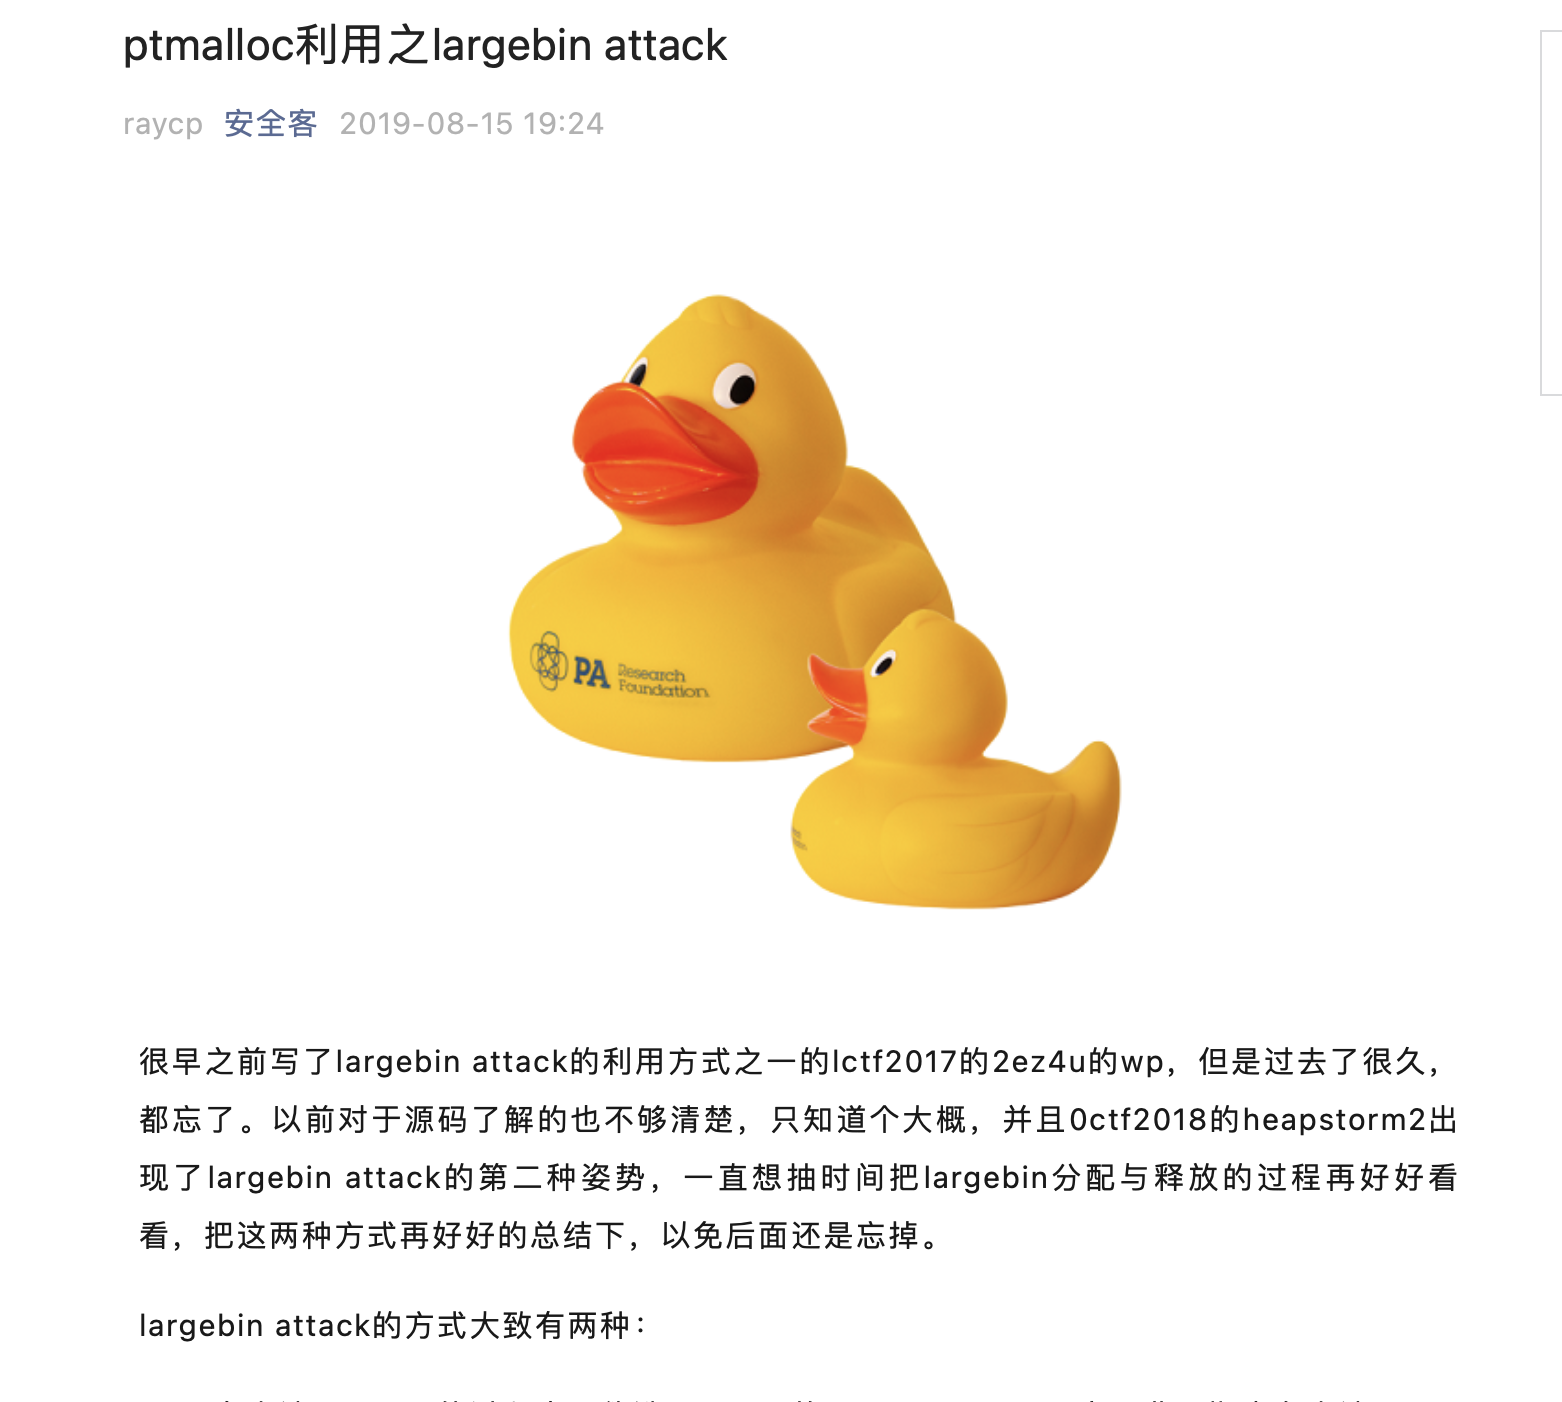 ptmalloc利用之largebin attack
raycp 安全客 2019-08-15 19:24
PA Research
Foundation
很早之前写了largebin attack的利用方式之一的lctf2017的2ez4u的wp，但是过去了很久，
都忘了。以前对于源码了解的也不够清楚，只知道个大概，并且0ctf2018的heapstorm2出
现了largebin attack的第二种姿势，一直想抽时间把largebin分配与释放的过程再好好看
看，把这两种方式再好好的总结下，以免后面还是忘掉。
largebin attack的方式大致有两种：